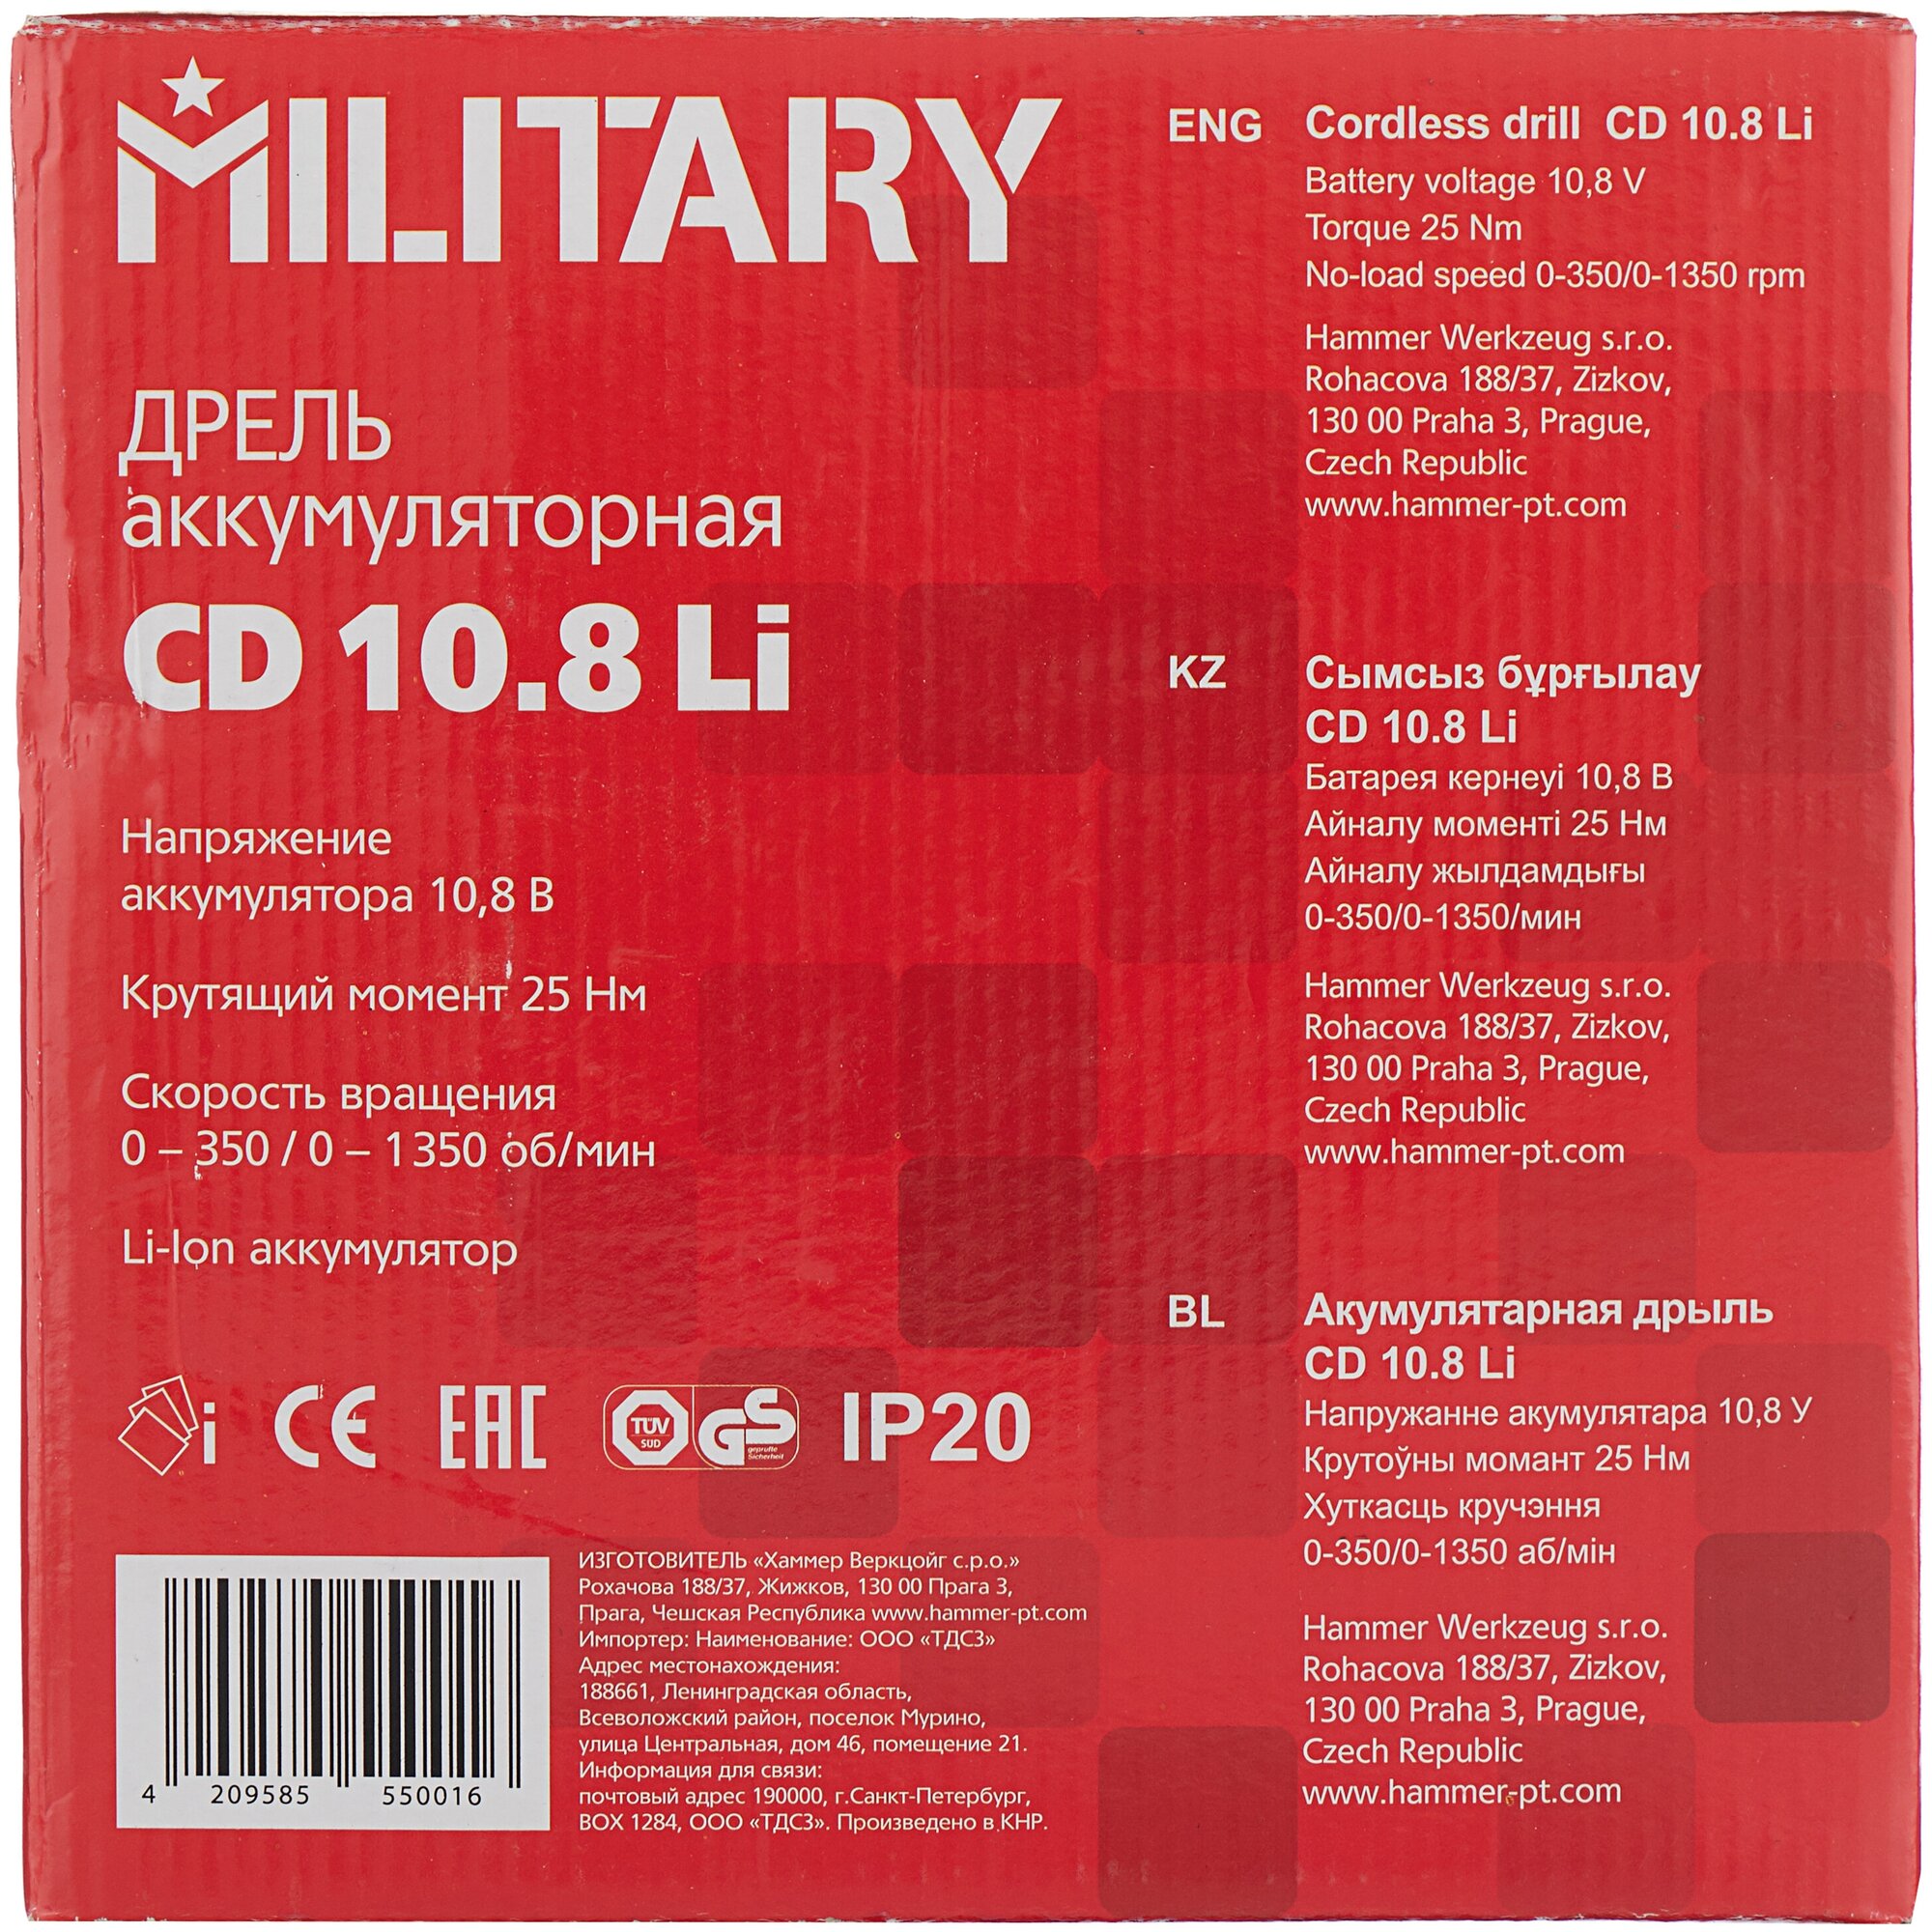 MILITARY
ДРЕЛЬ
аккумуляторная
CD 10.8 Li
Напряжение
аккумулятора 10,8 В
Крутящий момент 25 Нм
Скорость вращения
0 – 350 / 0 – 1350 об/мин
Li-Ion аккумулятор
i CE EAC TÜV SÜD GS geprüfte Sicherheit IP20
4 209585 550016
ИЗГОТОВИТЕЛЬ «Хаммер Веркцойг с.р.о.»
Рохачова 188/37, Жижков, 130 00 Прага 3,
Прага, Чешская Республика www.hammer-pt.com
Импортер: Наименование: ООО «ТДСЗ»
Адрес местонахождения:
188661, Ленинградская область,
Всеволожский район, поселок Мурино,
улица Центральная, дом 46, помещение 21.
Информация для связи:
почтовый адрес 190000, г.Санкт-Петербург,
BOX 1284, ООО «ТДСЗ». Произведено в КНР.
ENG Cordless drill CD 10.8 Li
Battery voltage 10,8 V
Torque 25 Nm
No-load speed 0-350/0-1350 rpm
Hammer Werkzeug s.r.o.
Rohacova 188/37, Zizkov,
130 00 Praha 3, Prague,
Czech Republic
www.hammer-pt.com
KZ Сымсыз бұрғылау
CD 10.8 Li
Батарея кернеуі 10,8 В
Айналу моменті 25 Нм
Айналу жылдамдығы
0-350/0-1350/мин
Hammer Werkzeug s.r.o.
Rohacova 188/37, Zizkov,
130 00 Praha 3, Prague,
Czech Republic
www.hammer-pt.com
BL Акумулятарная дрыль
CD 10.8 Li
Напружанне акумулятара 10,8 У
Крутоўны момант 25 Нм
Хуткасць кручэння
0-350/0-1350 аб/мін
Hammer Werkzeug s.r.o.
Rohacova 188/37, Zizkov,
130 00 Praha 3, Prague,
Czech Republic
www.hammer-pt.com